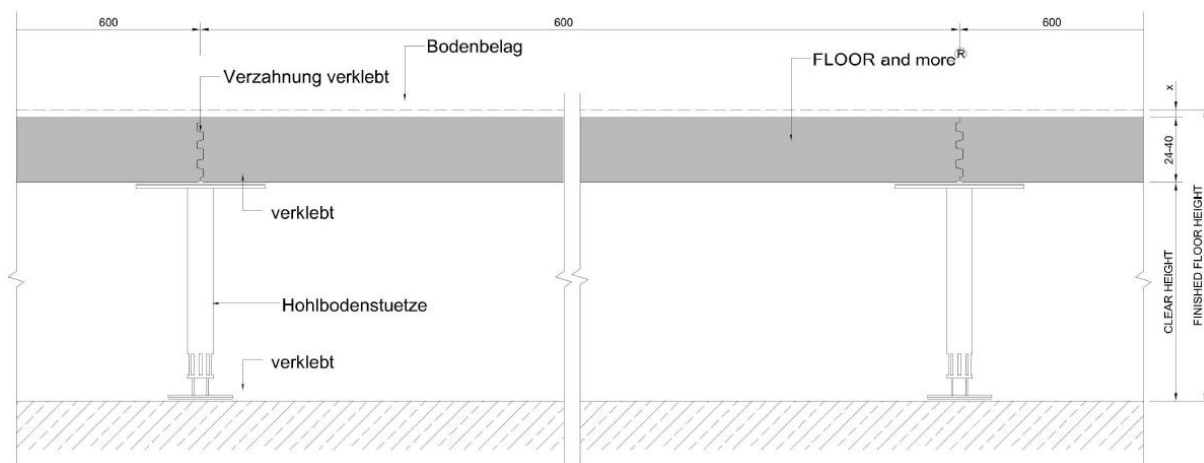 600
600
600
Bodenbelag
Verzahnung verklebt
FLOOR and more®
x
24-40
verklebt
CLEAR HEIGHT
FINISHED FLOOR HEIGHT
Hohlbodenstuetze
verklebt